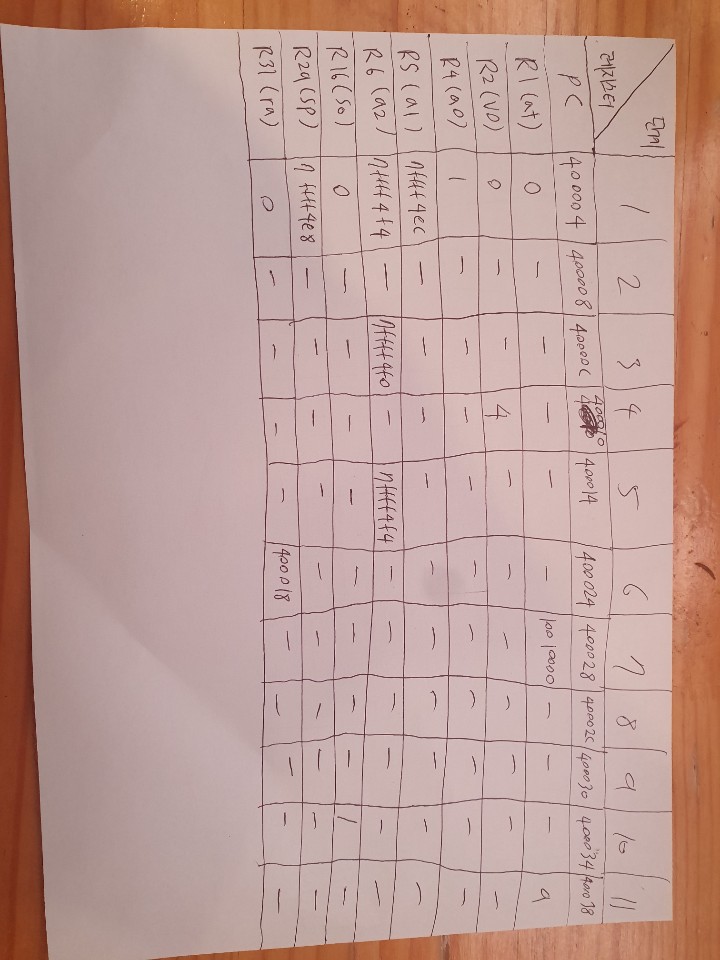 단계
레지스터
1 2 3 4 5 6 7 8 9 10 11
PC 400004 400008 40000c 400010 40014 400024 400028 40002c 400030 400034 40038
R1(at) 0 - - - - - 10010000 - - - 9
R2(v0) 0 - - 4 - - - - - - -
R4(a0) 1 - - - - - - - - - -
R5(a1) 7ffff4ec - - - - - - - - - -
R6(a2) 7ffff4f4 - 7ffff4f0 - 7ffff4f4 - - - - - -
R16(s0) 0 - - - - - - - - 1 -
R29(sp) 7ffff4e8 - - - - - - - - - -
R31(ra) 0 - - - - 400018 - - - - -